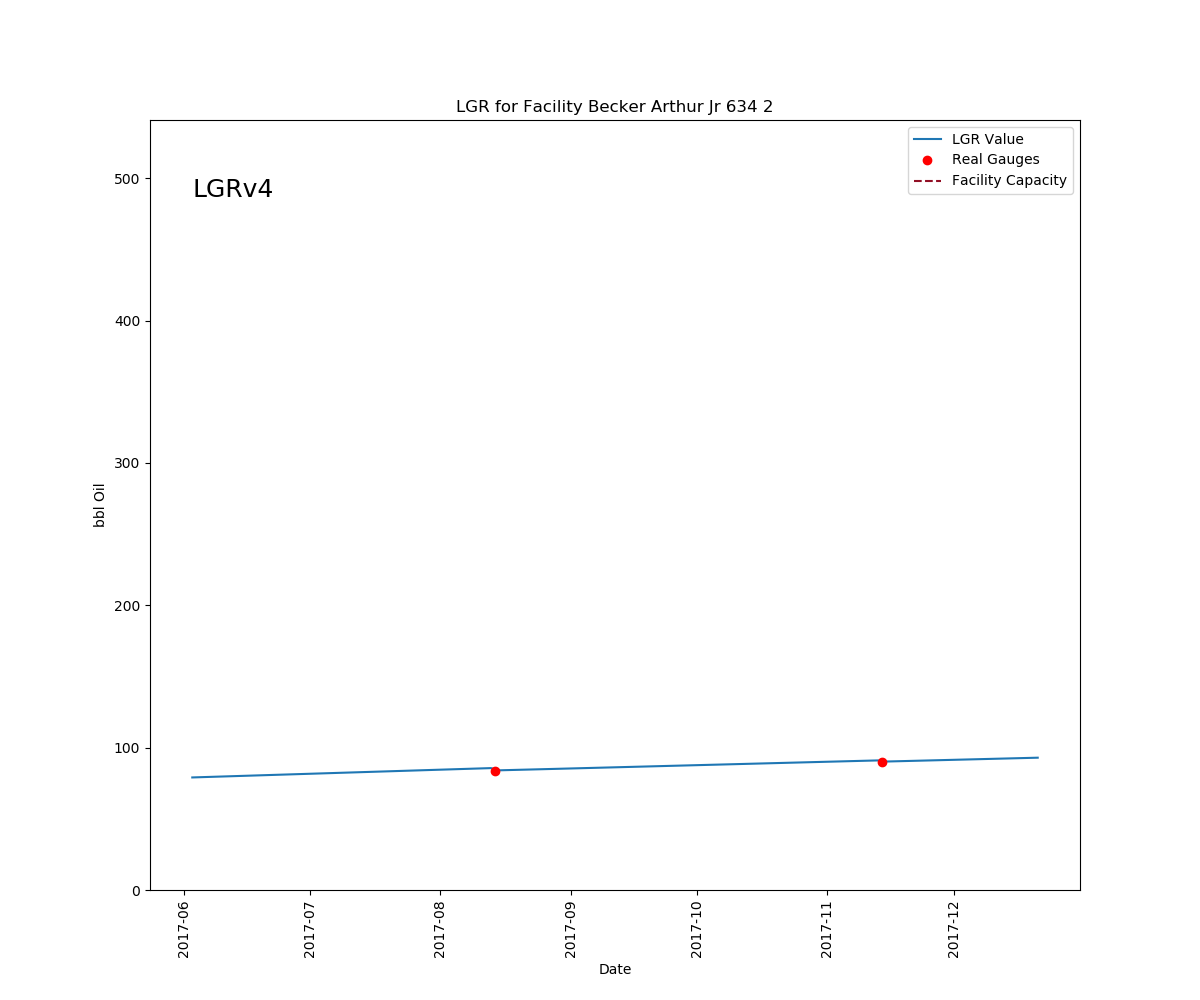 LGR for Facility Becker Arthur Jr 634 2
LGR Value
Real Gauges
Facility Capacity
LGRv4
500
400
300
200
100
0
bbl Oil
2017-06
2017-07
2017-08
2017-09
2017-10
2017-11
2017-12
Date